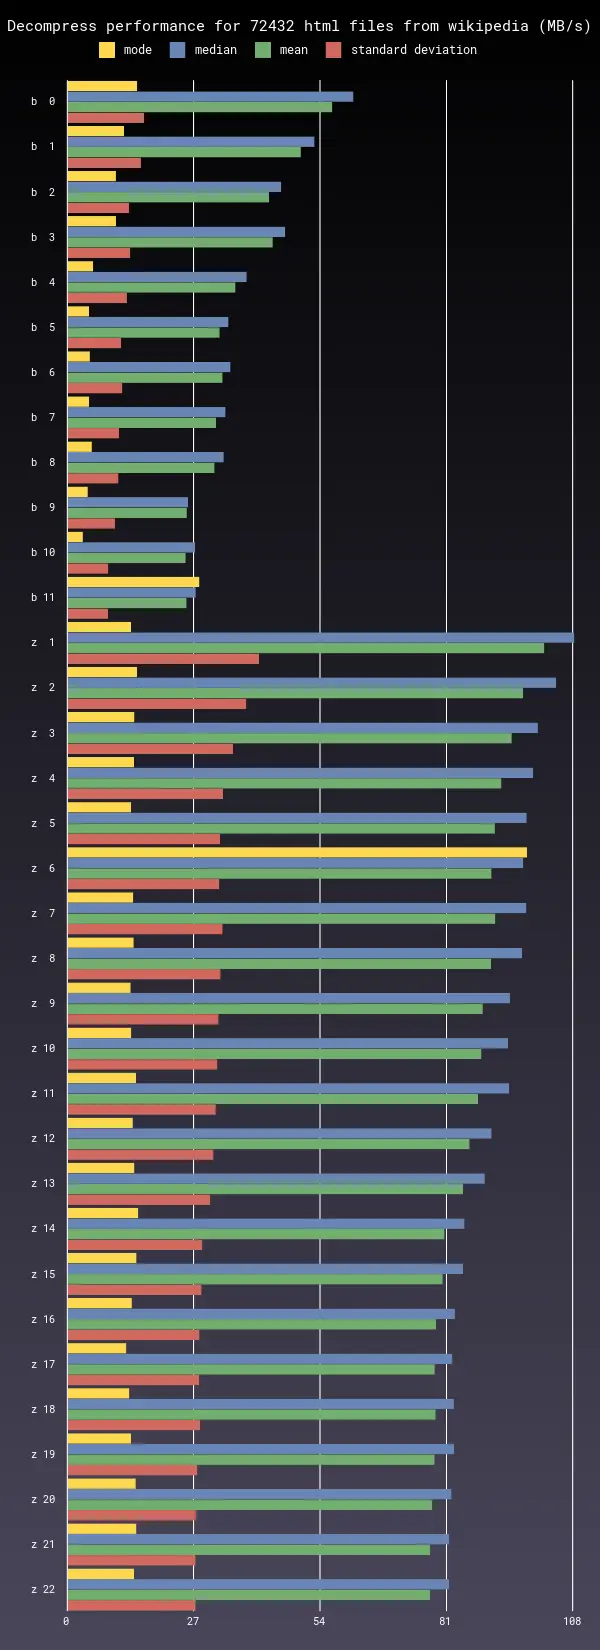 Decompress performance for 72432 html files from wikipedia (MB/s)
mode median mean standard deviation
b 0
b 1
b 2
b 3
b 4
b 5
b 6
b 7
b 8
b 9
b 10
b 11
z 1
z 2
z 3
z 4
z 5
z 6
z 7
z 8
z 9
z 10
z 11
z 12
z 13
z 14
z 15
z 16
z 17
z 18
z 19
z 20
z 21
z 22
0 27 54 81 108